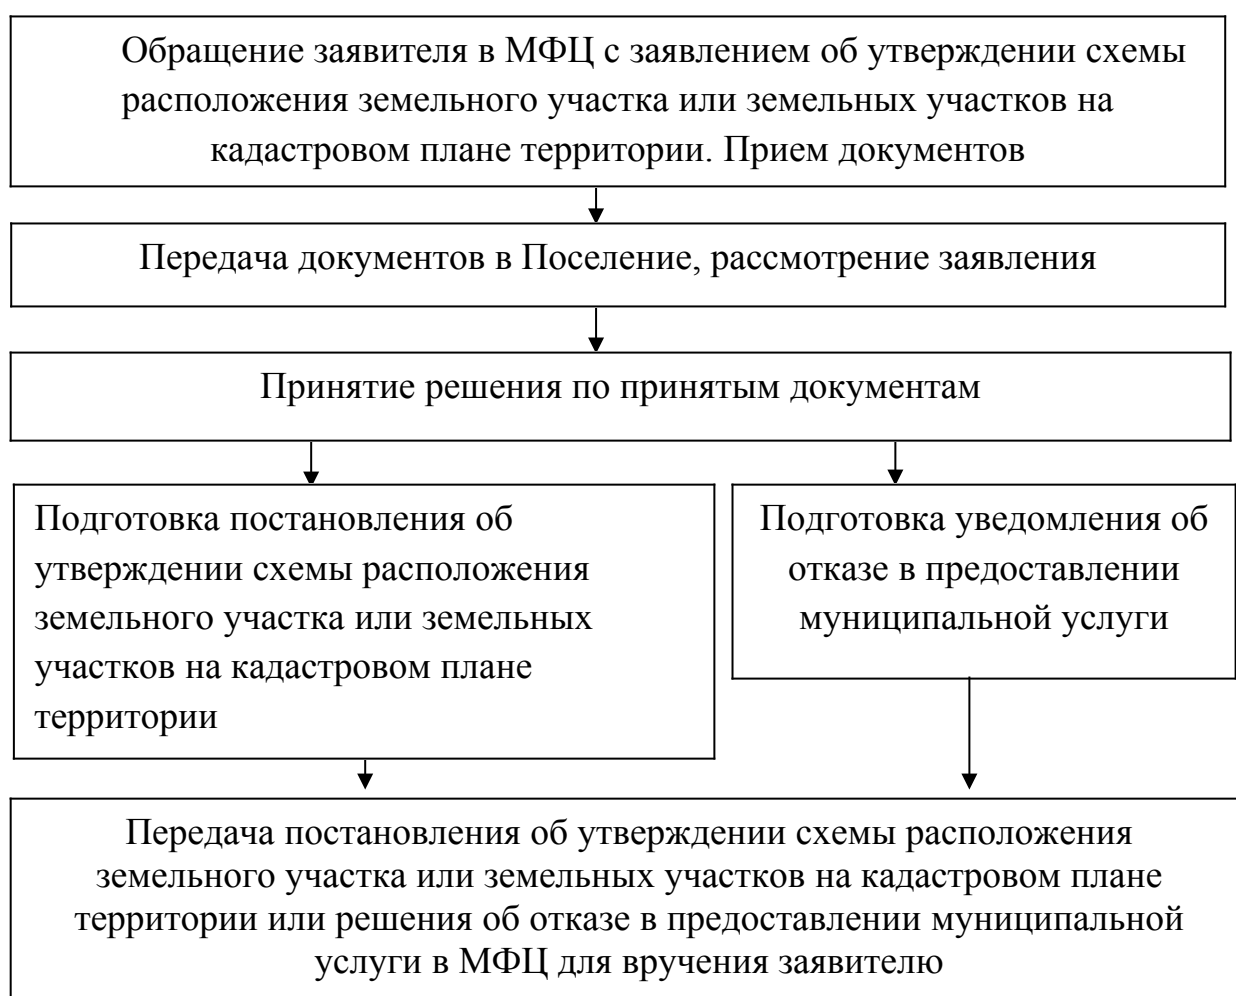 Обращение заявителя в МФЦ с заявлением об утверждении схемы
расположения земельного участка или земельных участков на
кадастровом плане территории. Прием документов
Передача документов в Поселение, рассмотрение заявления
Принятие решения по принятым документам
Подготовка постановления об
утверждении схемы расположения
земельного участка или земельных
участков на кадастровом плане
территории
Подготовка уведомления об
отказе в предоставлении
муниципальной услуги
Передача постановления об утверждении схемы расположения
земельного участка или земельных участков на кадастровом плане
территории или решения об отказе в предоставлении муниципальной
услуги в МФЦ для вручения заявителю